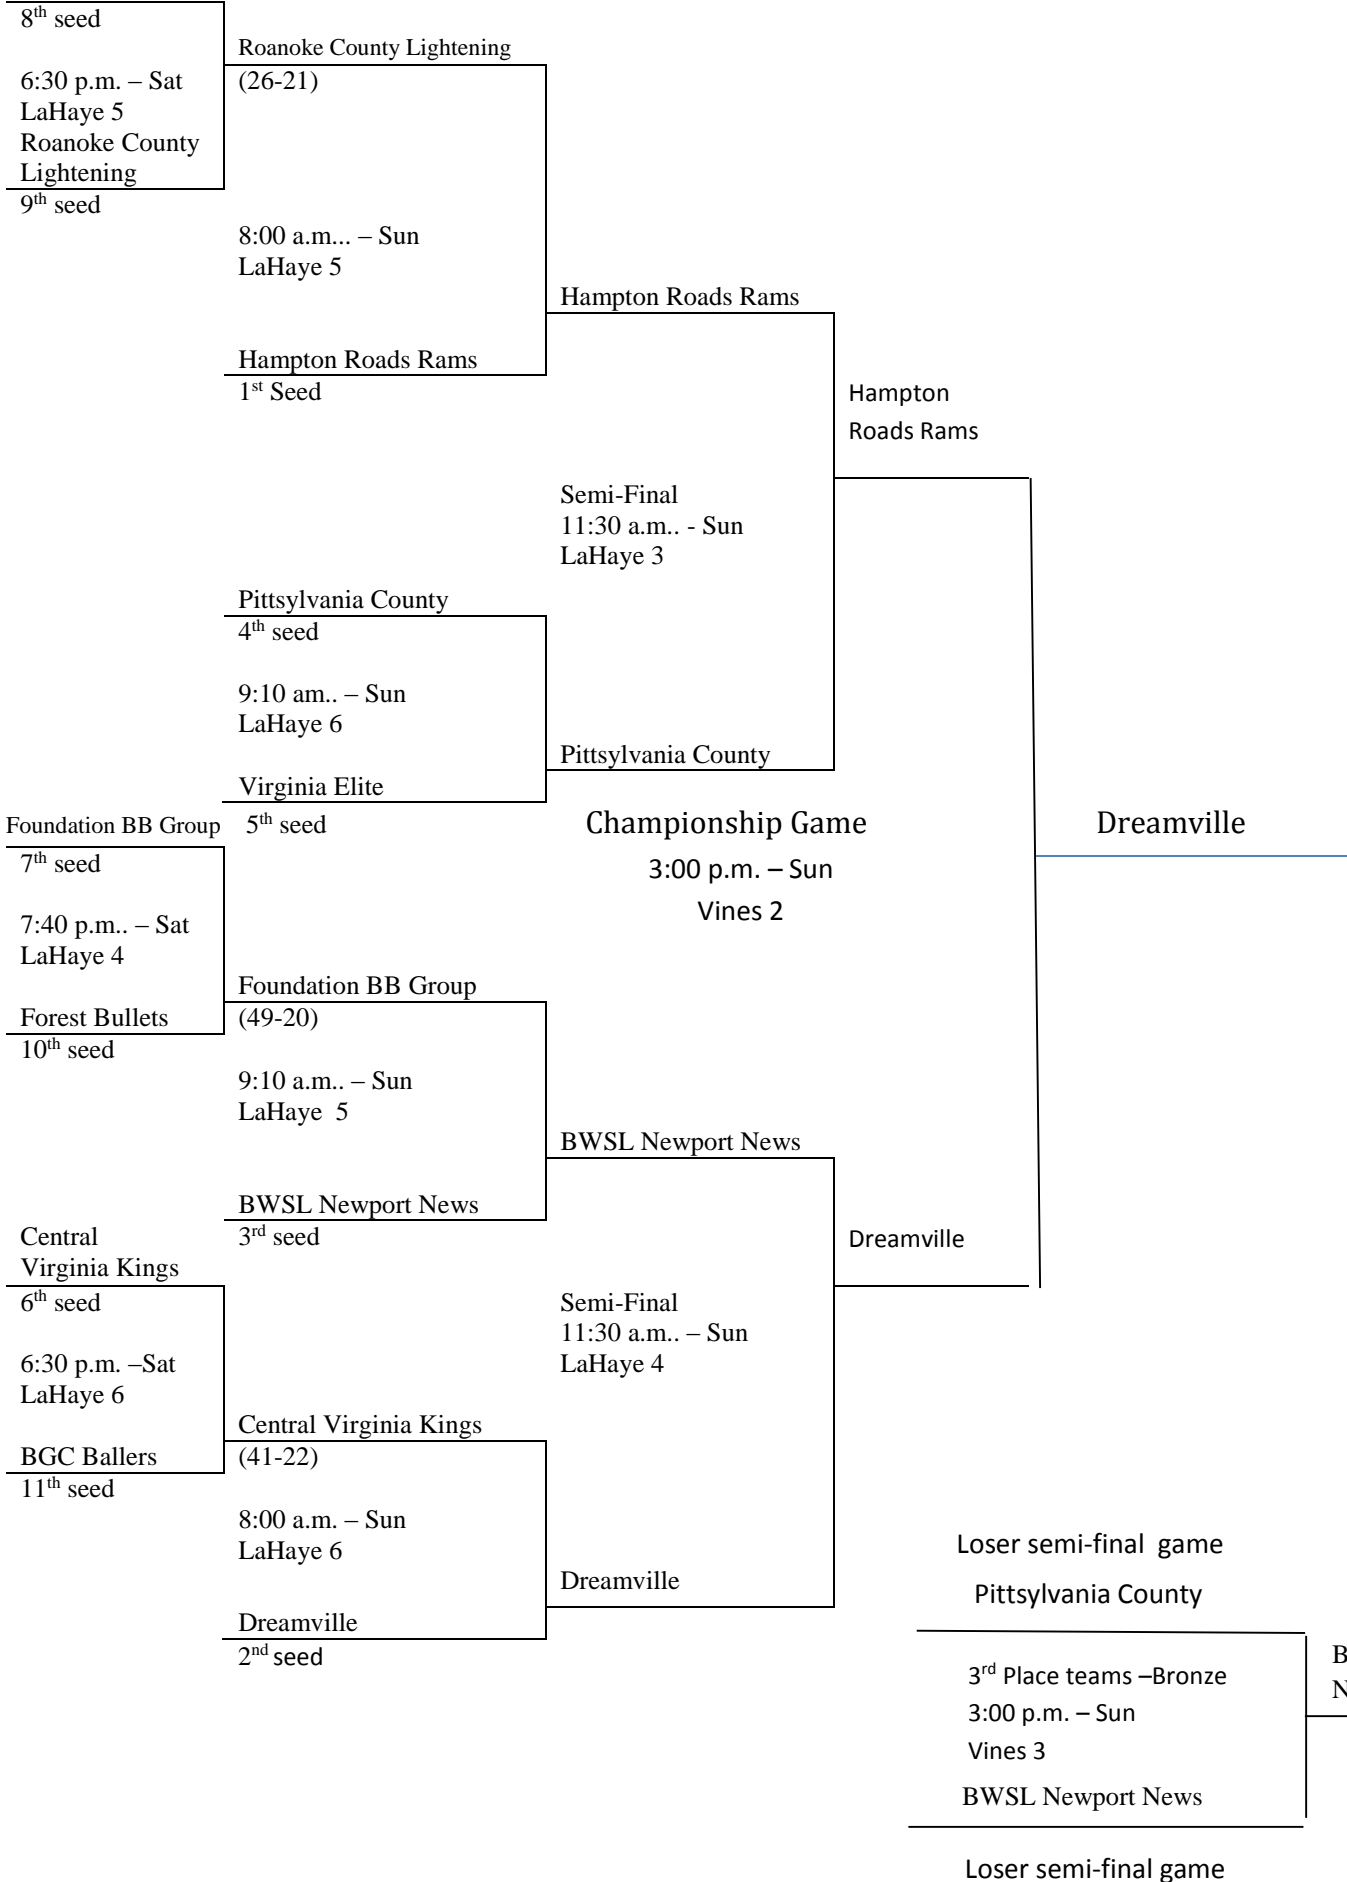 8th seed
6:30 p.m. – Sat
LaHaye 5
Roanoke County
Lightening
9th seed
Roanoke County Lightening
(26-21)
8:00 a.m... – Sun
LaHaye 5
Hampton Roads Rams
1st Seed
Hampton Roads Rams
Hampton
Roads Rams
Semi-Final
11:30 a.m.. - Sun
LaHaye 3
Pittsylvania County
4th seed
9:10 am.. – Sun
LaHaye 6
Virginia Elite
5th seed
Pittsylvania County
Championship Game
3:00 p.m. – Sun
Vines 2
Dreamville
Foundation BB Group
7th seed
7:40 p.m.. – Sat
LaHaye 4
Forest Bullets
10th seed
Foundation BB Group
(49-20)
9:10 a.m.. – Sun
LaHaye  5
BWSL Newport News
3rd seed
BWSL Newport News
Dreamville
Semi-Final
11:30 a.m.. – Sun
LaHaye 4
Central
Virginia Kings
6th seed
6:30 p.m. –Sat
LaHaye 6
BGC Ballers
11th seed
Central Virginia Kings
(41-22)
8:00 a.m. – Sun
LaHaye 6
Dreamville
2nd seed
Dreamville
Loser semi-final  game
Pittsylvania County
3rd Place teams –Bronze
3:00 p.m. – Sun
Vines 3
BWSL Newport News
Loser semi-final game
B
N